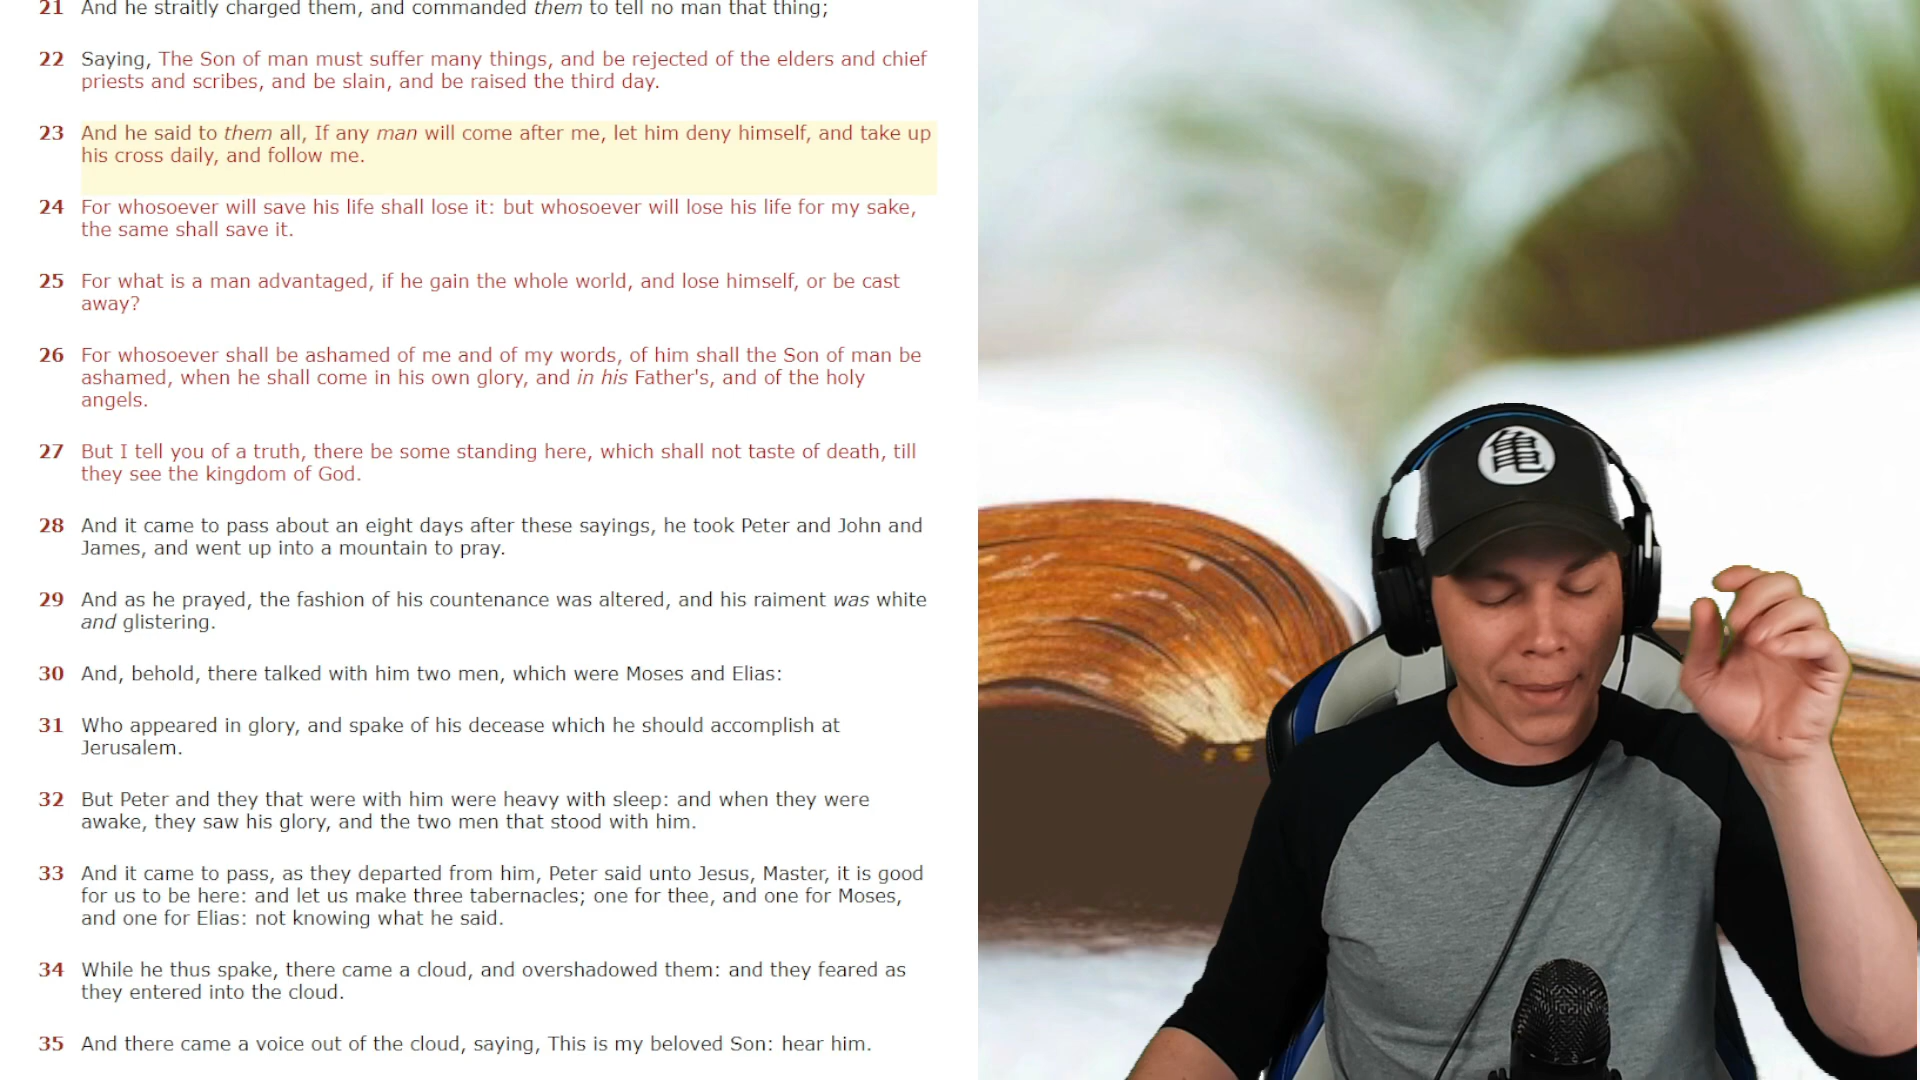 21 And he straitly charged them, and commanded them to tell no man that thing;
22 Saying, The Son of man must suffer many things, and be rejected of the elders and chief
priests and scribes, and be slain, and be raised the third day.
23 And he said to them all, If any man will come after me, let him deny himself, and take up
his cross daily, and follow me.
24 For whosoever will save his life shall lose it: but whosoever will lose his life for my sake,
the same shall save it.
25 For what is a man advantaged, if he gain the whole world, and lose himself, or be cast
away?
26 For whosoever shall be ashamed of me and of my words, of him shall the Son of man be
ashamed, when he shall come in his own glory, and in his Father's, and of the holy
angels.
27 But I tell you of a truth, there be some standing here, which shall not taste of death, till
they see the kingdom of God.
28 And it came to pass about an eight days after these sayings, he took Peter and John and
James, and went up into a mountain to pray.
29 And as he prayed, the fashion of his countenance was altered, and his raiment was white
and glistering.
30 And, behold, there talked with him two men, which were Moses and Elias:
31 Who appeared in glory, and spake of his decease which he should accomplish at
Jerusalem.
32 But Peter and they that were with him were heavy with sleep: and when they were
awake, they saw his glory, and the two men that stood with him.
33 And it came to pass, as they departed from him, Peter said unto Jesus, Master, it is good
for us to be here: and let us make three tabernacles; one for thee, and one for Moses,
and one for Elias: not knowing what he said.
34 While he thus spake, there came a cloud, and overshadowed them: and they feared as
they entered into the cloud.
35 And there came a voice out of the cloud, saying, This is my beloved Son: hear him.
亀